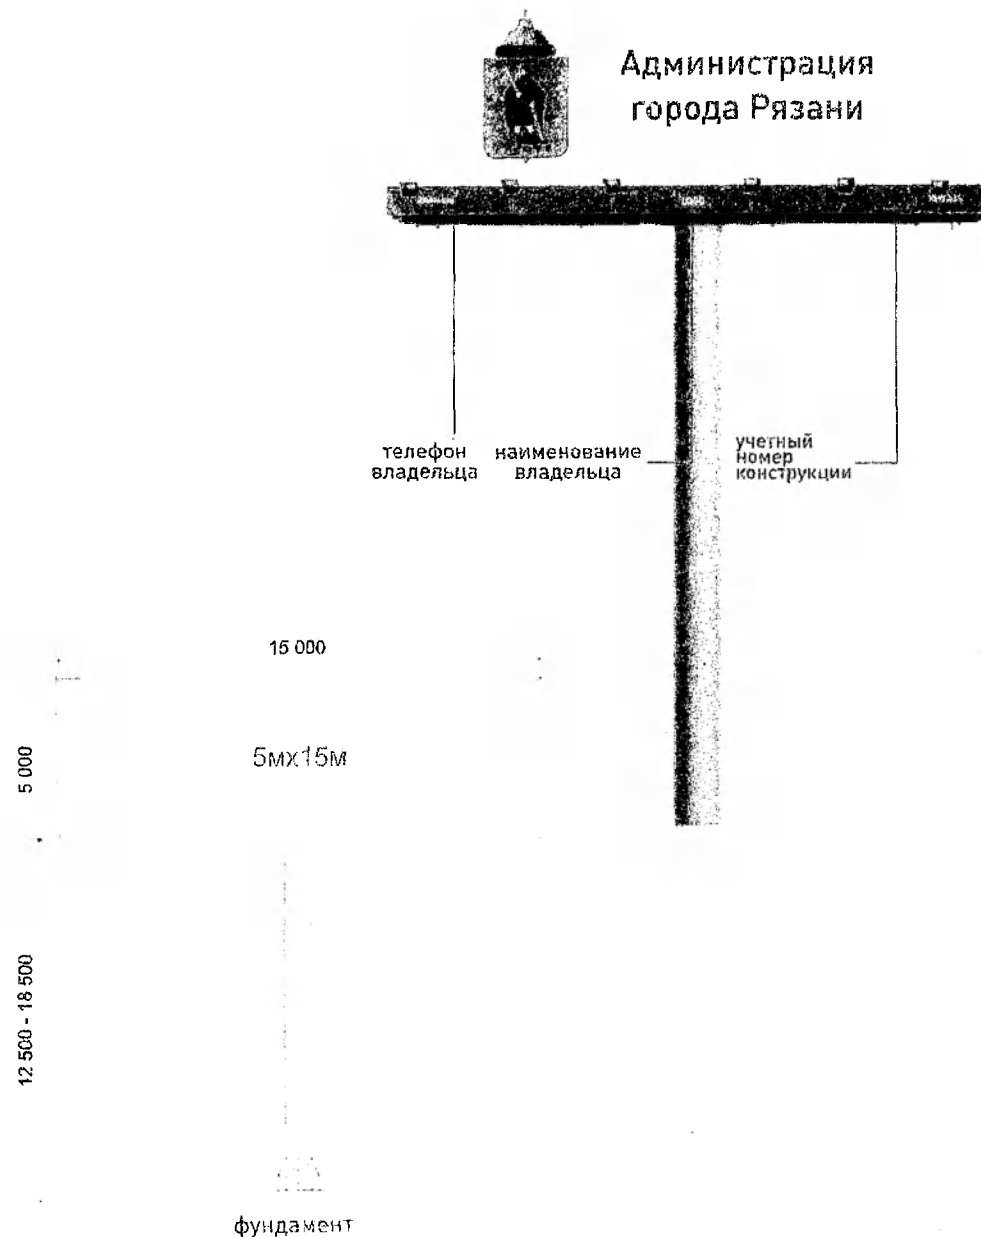 Администрация
города Рязани
телефон
владельца
наименование
владельца
учетный
номер
конструкции
15 000
5 000
5мх15м
12 500 - 18 500
фундамент